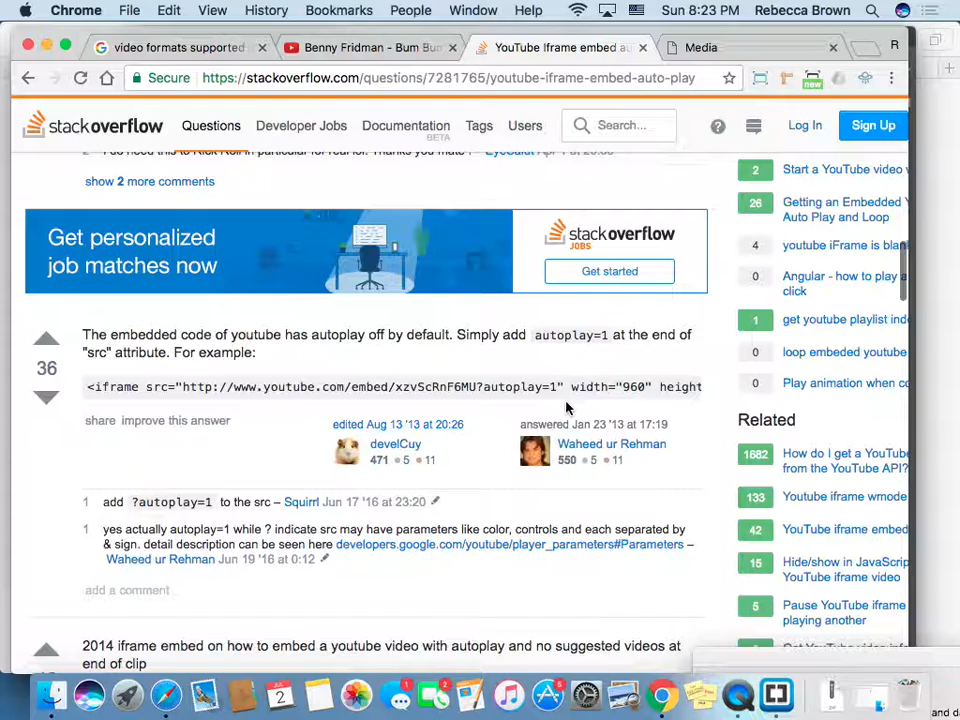 Chrome File Edit View History Bookmarks People Window Help Sun 8:23 PM Rebecca Brown
video formats supported
Benny Fridman - Bum Bum
YouTube Iframe embed au
Media
R
Secure https://stackoverflow.com/questions/7281765/youtube-iframe-embed-auto-play
new
stackoverflow Questions Developer Jobs Documentation Tags Users Search... Log In Sign Up
BETA
show 2 more comments
Get personalized
job matches now
stackoverflow
JOBS
Get started
36
The embedded code of youtube has autoplay off by default. Simply add autoplay=1 at the end of
"src" attribute. For example:
<iframe src="http://www.youtube.com/embed/xzvScRnF6MU?autoplay=1" width="960" height
share improve this answer
edited Aug 13 '13 at 20:26
develCuy
471 5 11
answered Jan 23 '13 at 17:19
Waheed ur Rehman
550 5 11
1 add ?autoplay=1 to the src – Squirrl Jun 17 '16 at 23:20
1 yes actually autoplay=1 while ? indicate src may have parameters like color, controls and each separated by
& sign. detail description can be seen here developers.google.com/youtube/player_parameters#Parameters –
Waheed ur Rehman Jun 19 '16 at 0:12
add a comment
2014 iframe embed on how to embed a youtube video with autoplay and no suggested videos at
end of clip
2 Start a YouTube video
26 Getting an Embedded Y
Auto Play and Loop
4 youtube iFrame is blan
0 Angular - how to play a
click
1 get youtube playlist inde
0 loop embeded youtube
0 Play animation when c
Related
1682 How do I get a YouTube
from the YouTube API?
133 Youtube iframe wmode
42 YouTube iframe embed
15 Hide/show in JavaScrip
YouTube iframe video
5 Pause YouTube iframe
playing another
1
2
and da